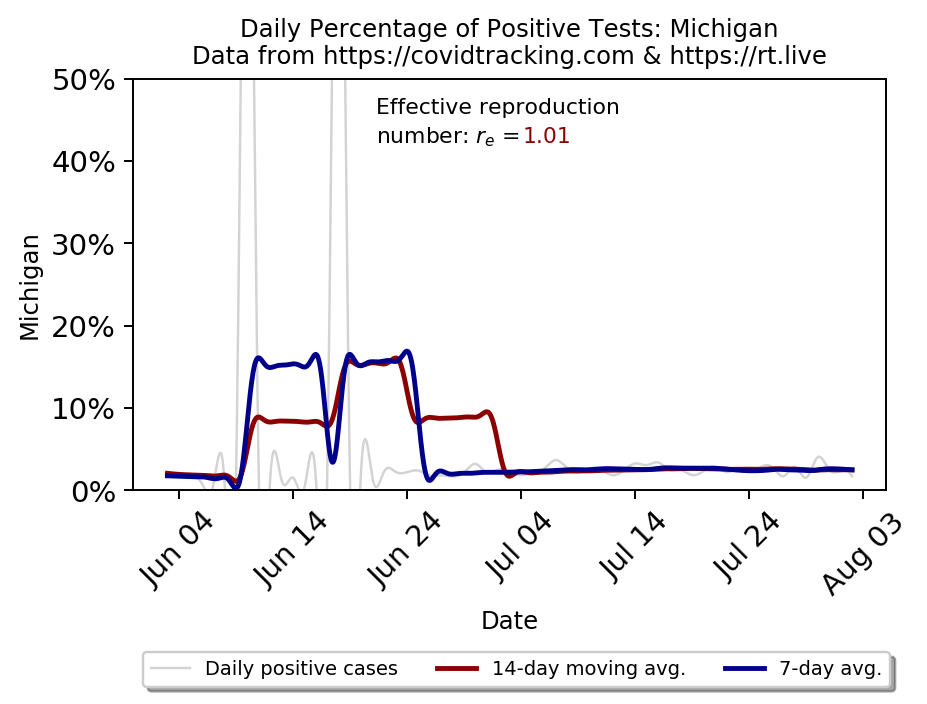 Daily Percentage of Positive Tests: Michigan
Data from https://covidtracking.com & https://rt.live
50%
40%
30%
20%
10%
0%
Michigan
Effective reproduction
number: rₑ =1.01
Jun 04
Jun 14
Jun 24
Jul 04
Jul 14
Jul 24
Aug 03
Date
Daily positive cases
14-day moving avg.
7-day avg.